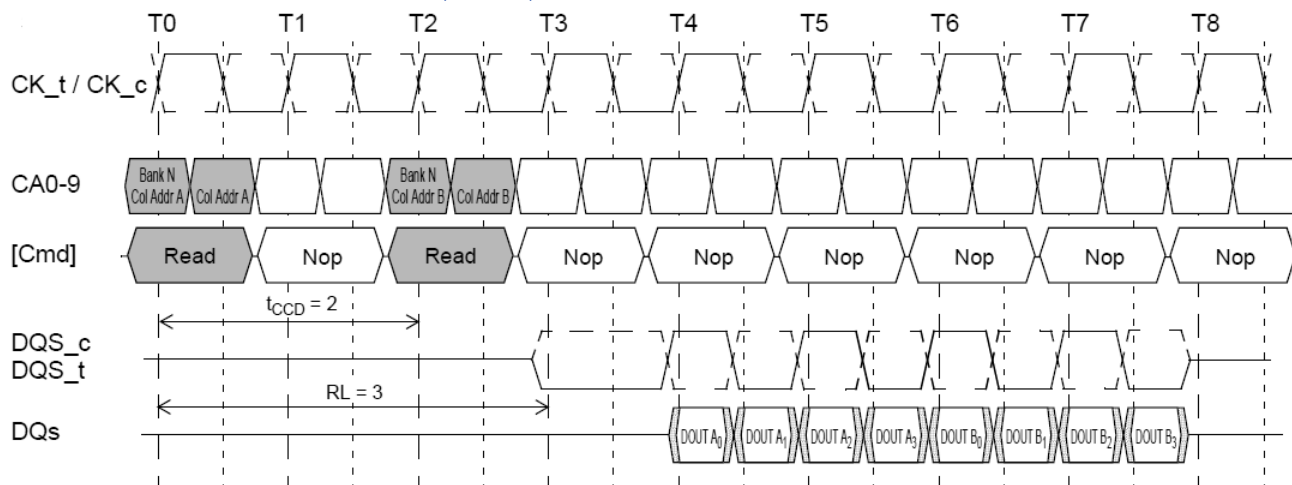 T0 T1 T2 T3 T4 T5 T6 T7 T8
CK_t / CK_c
CA0-9
Bank N Col Addr A
Col Addr A
Bank N Col Addr B
Col Addr B
[Cmd]
Read Nop Read Nop Nop Nop Nop Nop Nop
tCCD = 2
DQS_c
DQS_t
RL = 3
DQs
DOUT A0 DOUT A1 DOUT A2 DOUT A3 DOUT B0 DOUT B1 DOUT B2 DOUT B3